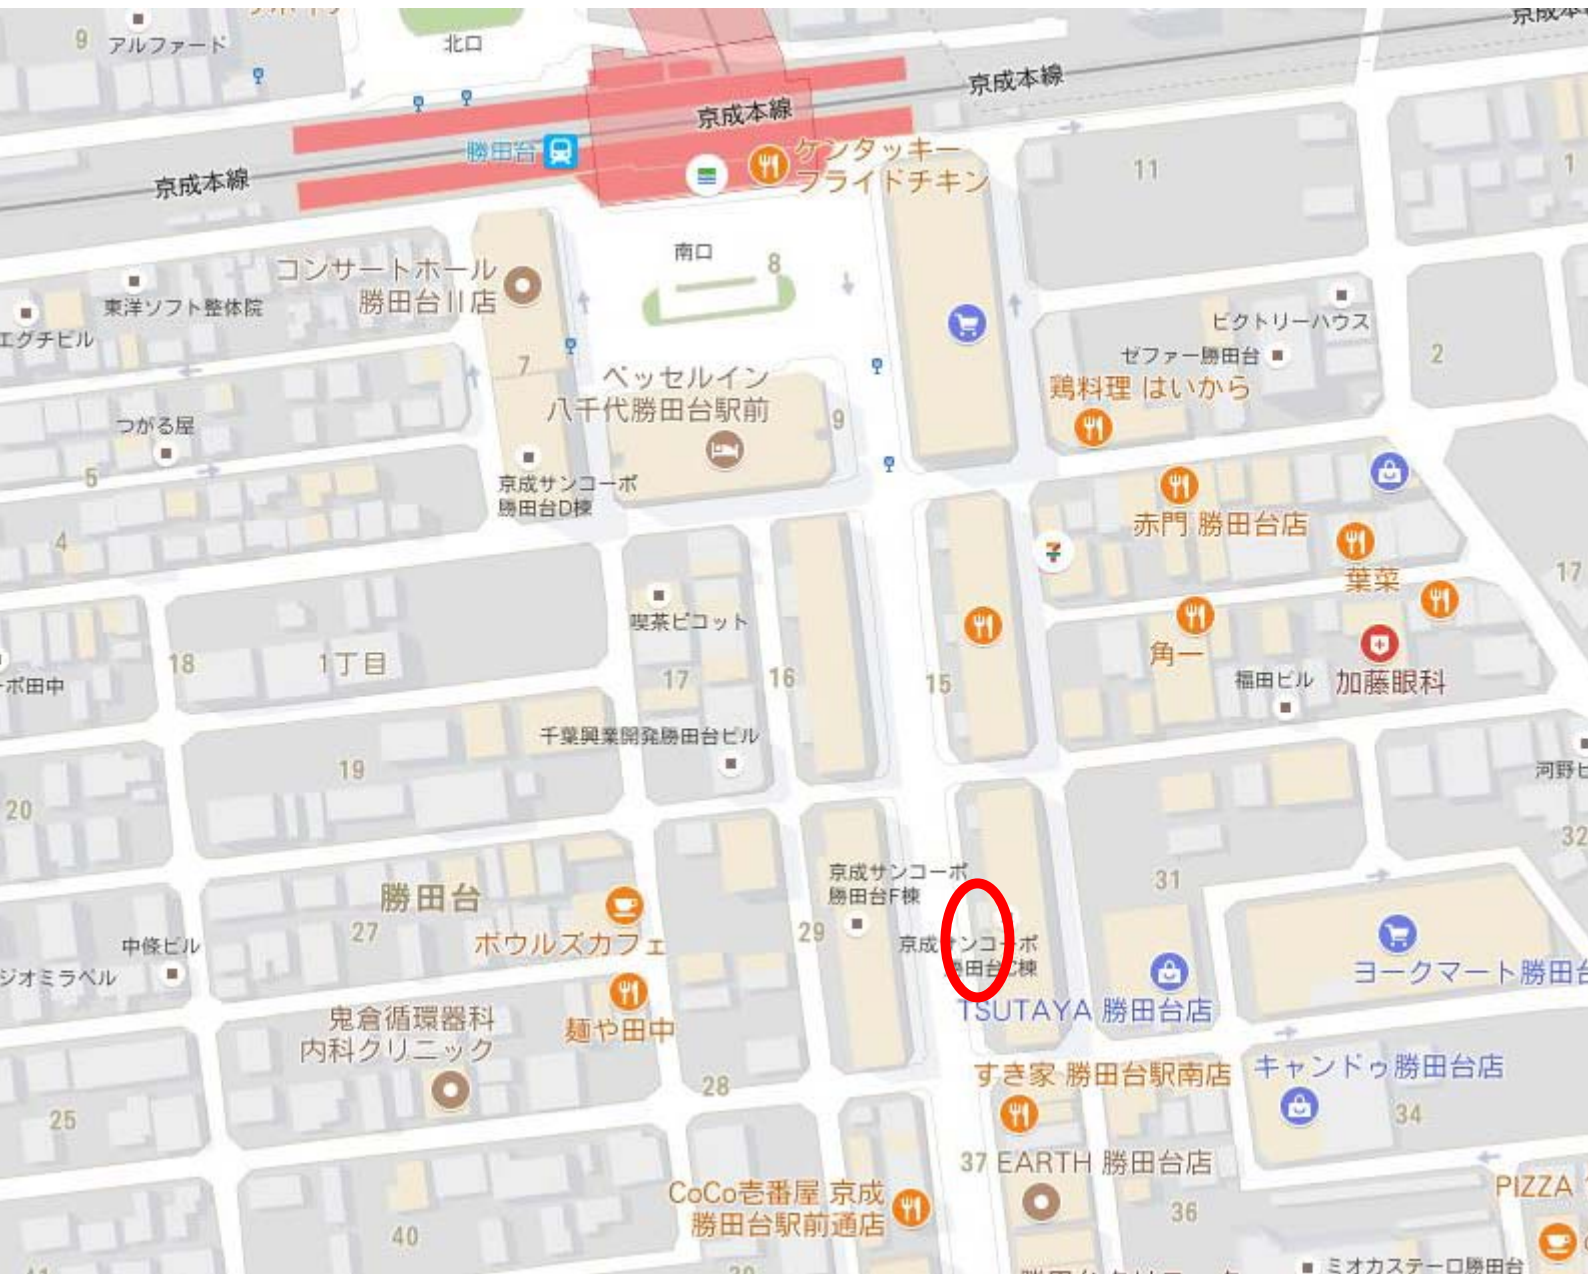 京成本線
9
アルファード
北口
京成本線
京成本線
勝田台
京成本線
ケンタッキー
フライドチキン
11
1
南口
8
コンサートホール
勝田台II店
東洋ソフト整体院
エグチビル
7
ビクトリーハウス
ゼファー勝田台
2
ベッセルイン
八千代勝田台駅前
9
鶏料理 はいから
つがる屋
5
京成サンコーポ
勝田台D棟
4
赤門 勝田台店
葉菜
17
喫茶ピコット
18
1丁目
17
16
15
角一
福田ビル
加藤眼科
ーポ田中
千葉興業開発勝田台ビル
19
20
河野ビ
32
京成サンコーポ
勝田台F棟
31
勝田台
27
ボウルズカフェ
29
京成サンコーポ
勝田台C棟
中條ビル
ジオミラベル
ヨークマート勝田台
TSUTAYA 勝田台店
鬼倉循環器科
内科クリニック
麺や田中
すき家 勝田台駅南店
キャンドゥ勝田台店
28
25
34
37
EARTH 勝田台店
CoCo壱番屋 京成
勝田台駅前通店
36
PIZZA
40
ミオカステーロ勝田台